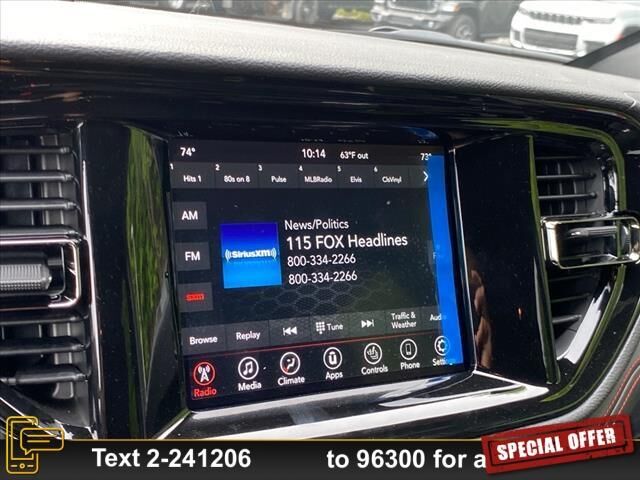 74° 10:14 63°F out 73°
1 Hits 1 2 80s on 8 3 Pulse 4 MLBRadio 5 Elvis 6 ClsVinyl
AM
FM
sxm
((SiriusXM))
News/Politics
115 FOX Headlines
800-334-2266
800-334-2266
Browse Replay Tune Traffic & Weather
Radio Media Climate Apps Controls Phone
Text 2-241206 to 96300 for a
SPECIAL OFFER